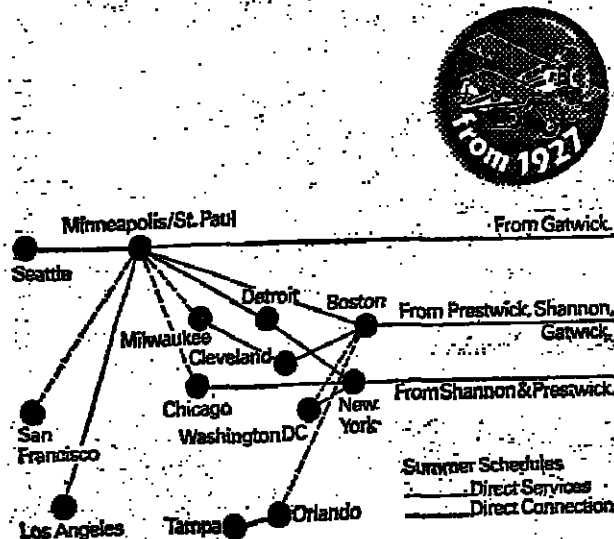 from 1927
Minneapolis/St. Paul
From Gatwick.
Seattle
Detroit
Boston
From Prestwick, Shannon,
Gatwick.
Milwaukee
Cleveland
Chicago
New
York
From Shannon & Prestwick.
Washington DC
San
Francisco
Summer Schedules
Direct Services
Direct Connection
Los Angeles
Tampa
Orlando